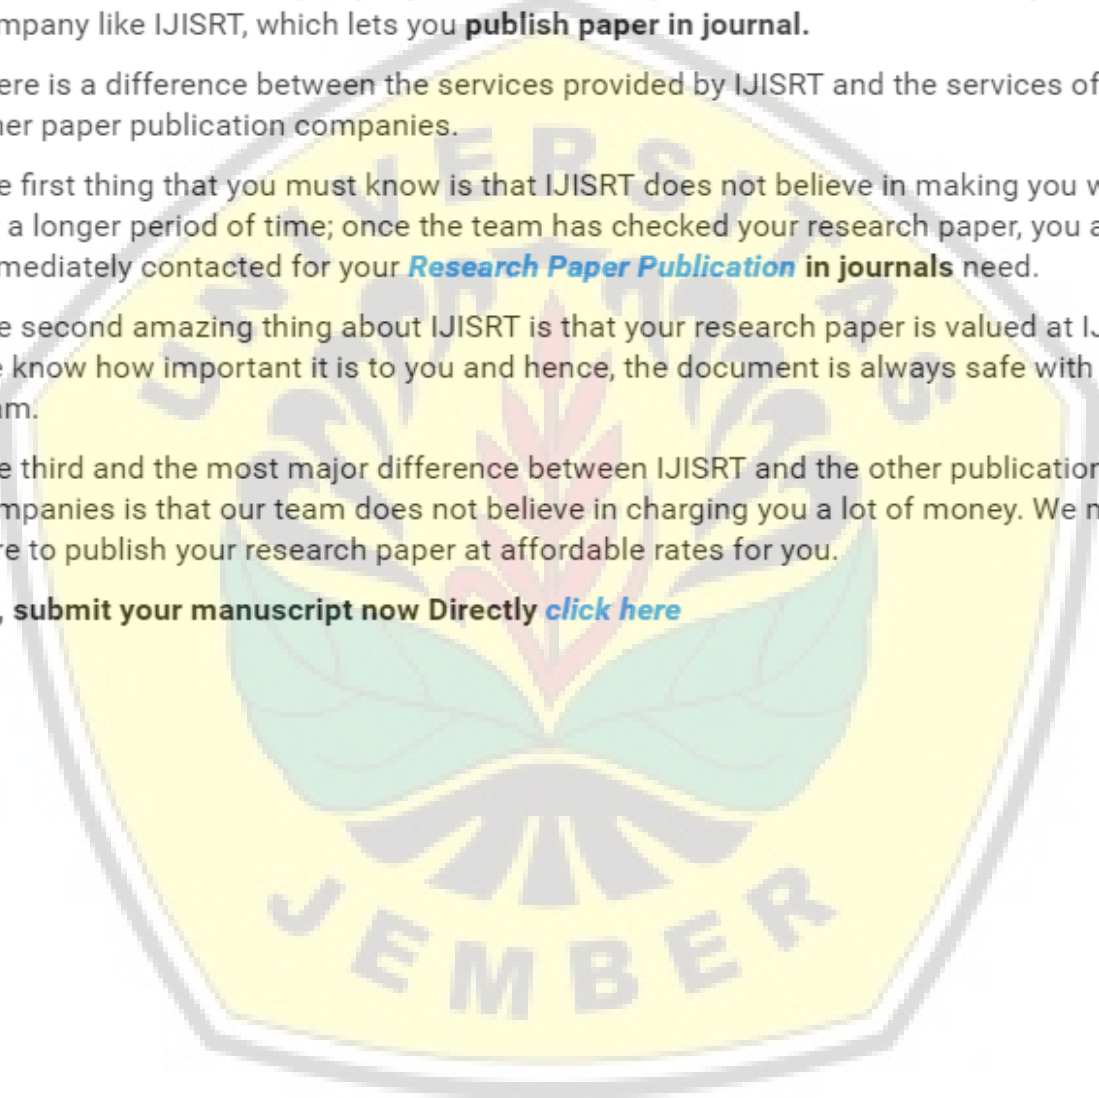 mpany like IJISRT, which lets you publish paper in journal.
ere is a difference between the services provided by IJISRT and the services of
er paper publication companies.
e first thing that you must know is that IJISRT does not believe in making you w
a longer period of time; once the team has checked your research paper, you a
mediately contacted for your Research Paper Publication in journals need.
e second amazing thing about IJISRT is that your research paper is valued at IJ
know how important it is to you and hence, the document is always safe with
m.
e third and the most major difference between IJISRT and the other publication
mpanies is that our team does not believe in charging you a lot of money. We m
re to publish your research paper at affordable rates for you.
, submit your manuscript now Directly click here
UNIVERSITAS
JEMBER